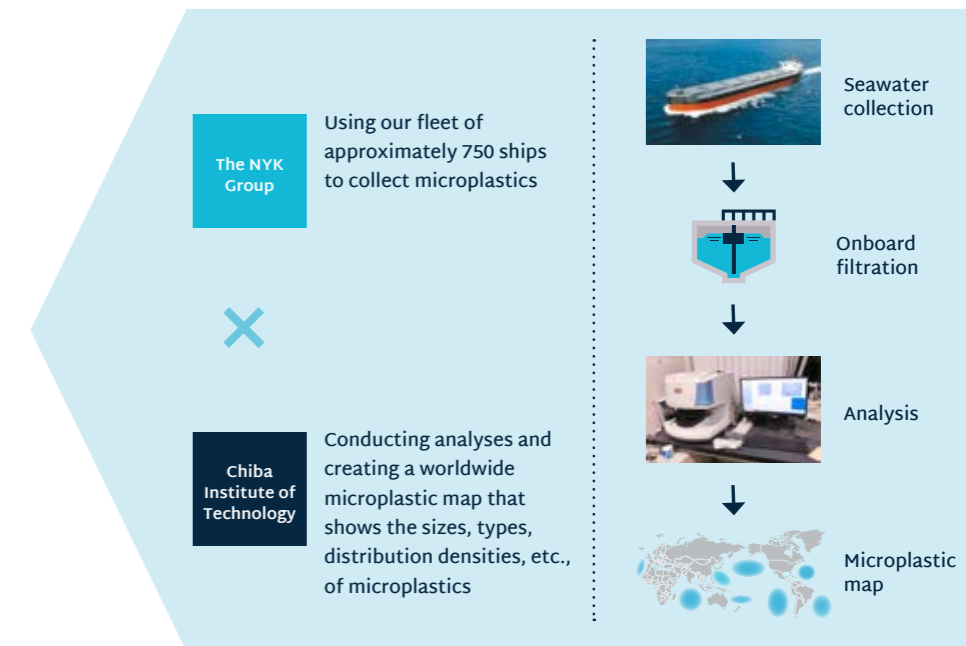 The NYK
Group
Using our fleet of
approximately 750 ships
to collect microplastics
Chiba
Institute of
Technology
Conducting analyses and
creating a worldwide
microplastic map that
shows the sizes, types,
distribution densities, etc.,
of microplastics
Seawater
collection
Onboard
filtration
Analysis
Microplastic
map